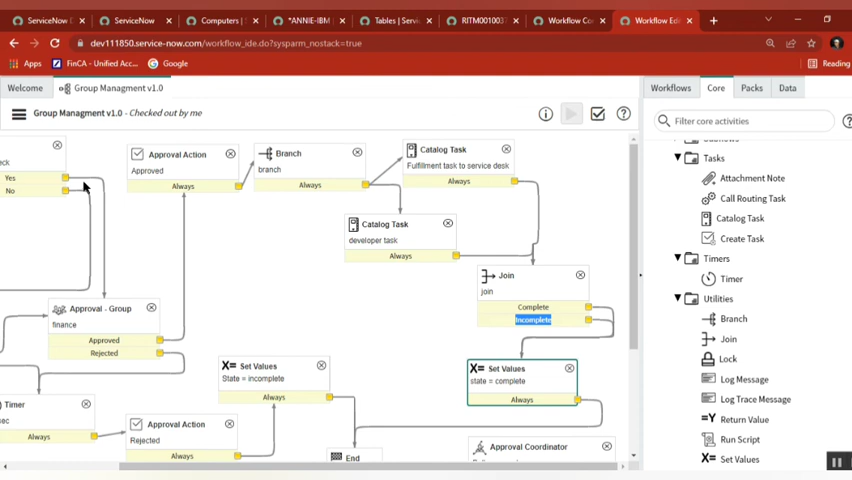 ServiceNow D
ServiceNow
Computers | S
*ANNIE-IBM
Tables | Servi
RITM0010037
Workflow Co
Workflow Edi
dev111850.service-now.com/workflow_ide.do?sysparm_nostack=true
Apps
FinCA - Unified Acc...
Google
Reading
Welcome
Group Managment v1.0
Workflows
Core
Packs
Data
Group Managment v1.0 - Checked out by me
Filter core activities
eck
Yes
No
Approval Action
Approved
Always
Branch
branch
Always
Catalog Task
Fulfillment task to service desk
Always
Catalog Task
developer task
Always
Join
join
Complete
Incomplete
Approval - Group
finance
Approved
Rejected
Set Values
State = incomplete
Always
Set Values
state = complete
Always
Timer
sec
Always
Approval Action
Rejected
Always
End
Approval Coordinator
Tasks
Attachment Note
Call Routing Task
Catalog Task
Create Task
Timers
Timer
Utilities
Branch
Join
Lock
Log Message
Log Trace Message
Return Value
Run Script
Set Values